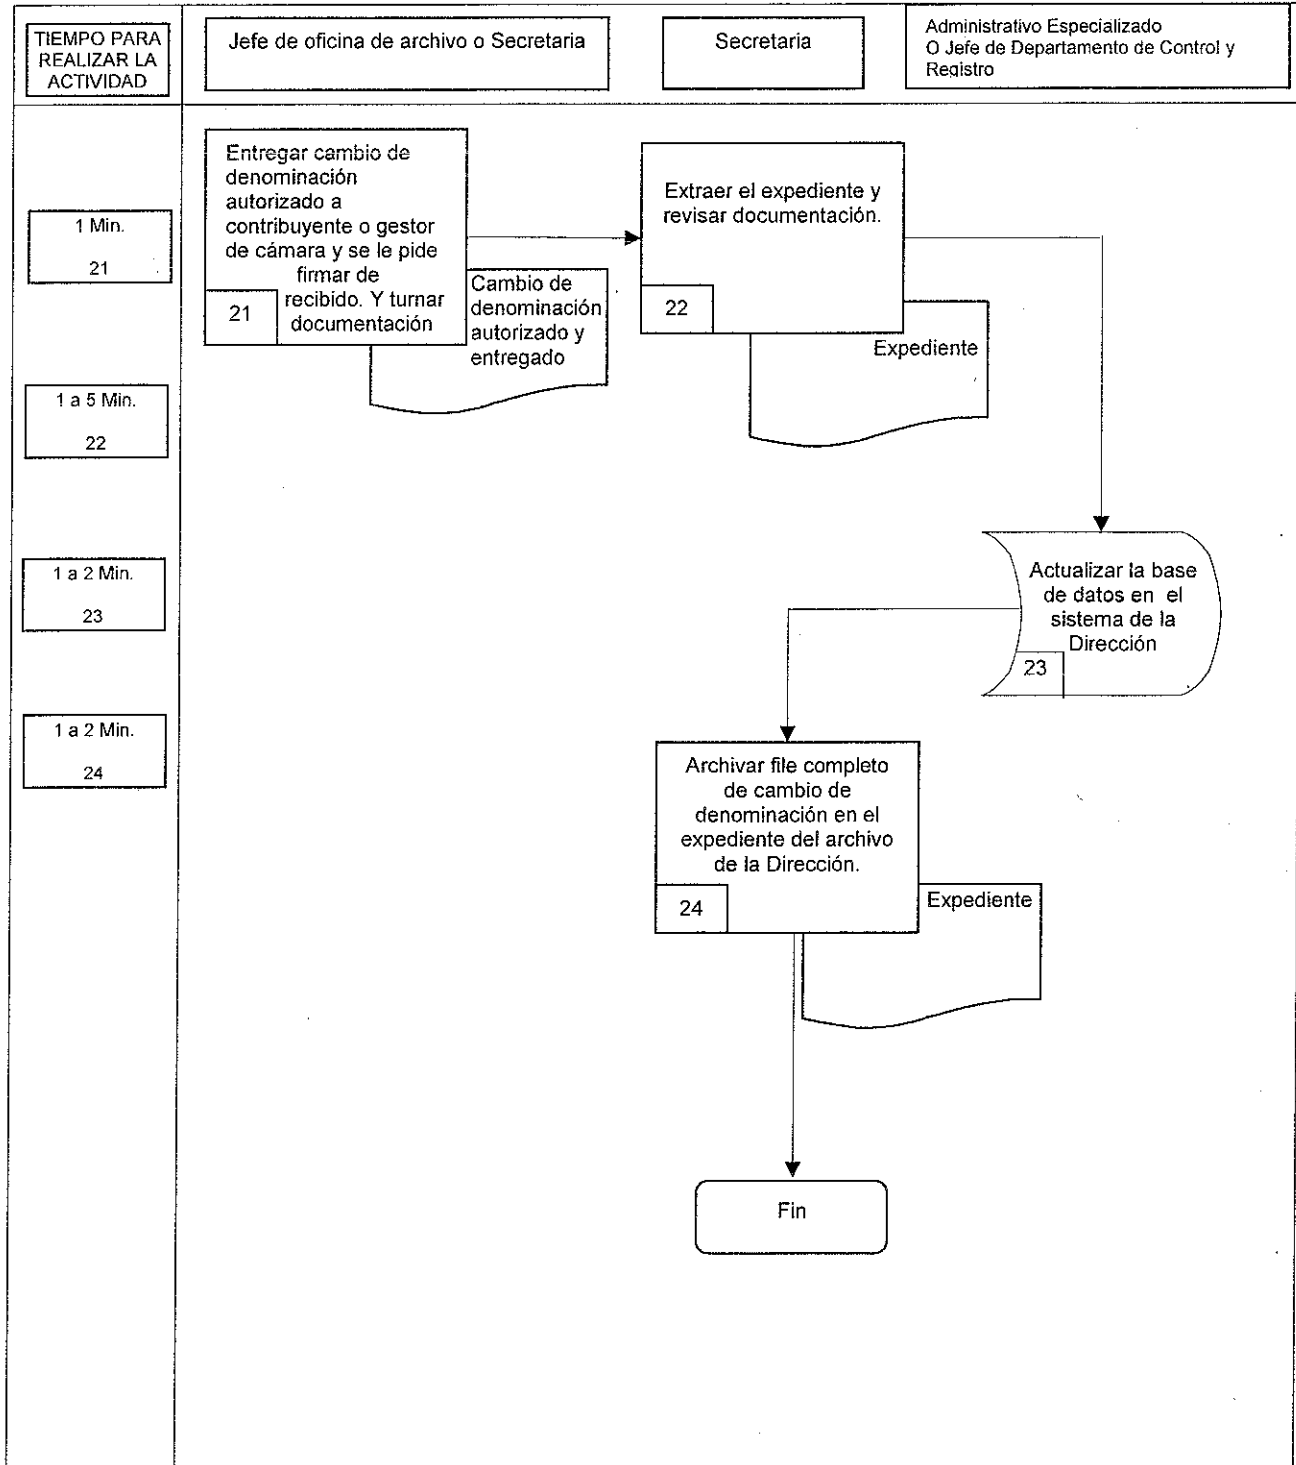 TIEMPO PARA
REALIZAR LA
ACTIVIDAD
Jefe de oficina de archivo o Secretaria
Secretaria
Administrativo Especializado
O Jefe de Departamento de Control y
Registro
1 Min.
21
1 a 5 Min.
22
1 a 2 Min.
23
1 a 2 Min.
24
Entregar cambio de
denominación
autorizado a
contribuyente o gestor
de cámara y se le pide
firmar de
recibido. Y turnar
documentación
21
Cambio de
denominación
autorizado y
entregado
Extraer el expediente y
revisar documentación.
22
Expediente
Actualizar la base
de datos en el
sistema de la
Dirección
23
Archivar file completo
de cambio de
denominación en el
expediente del archivo
de la Dirección.
24
Expediente
Fin